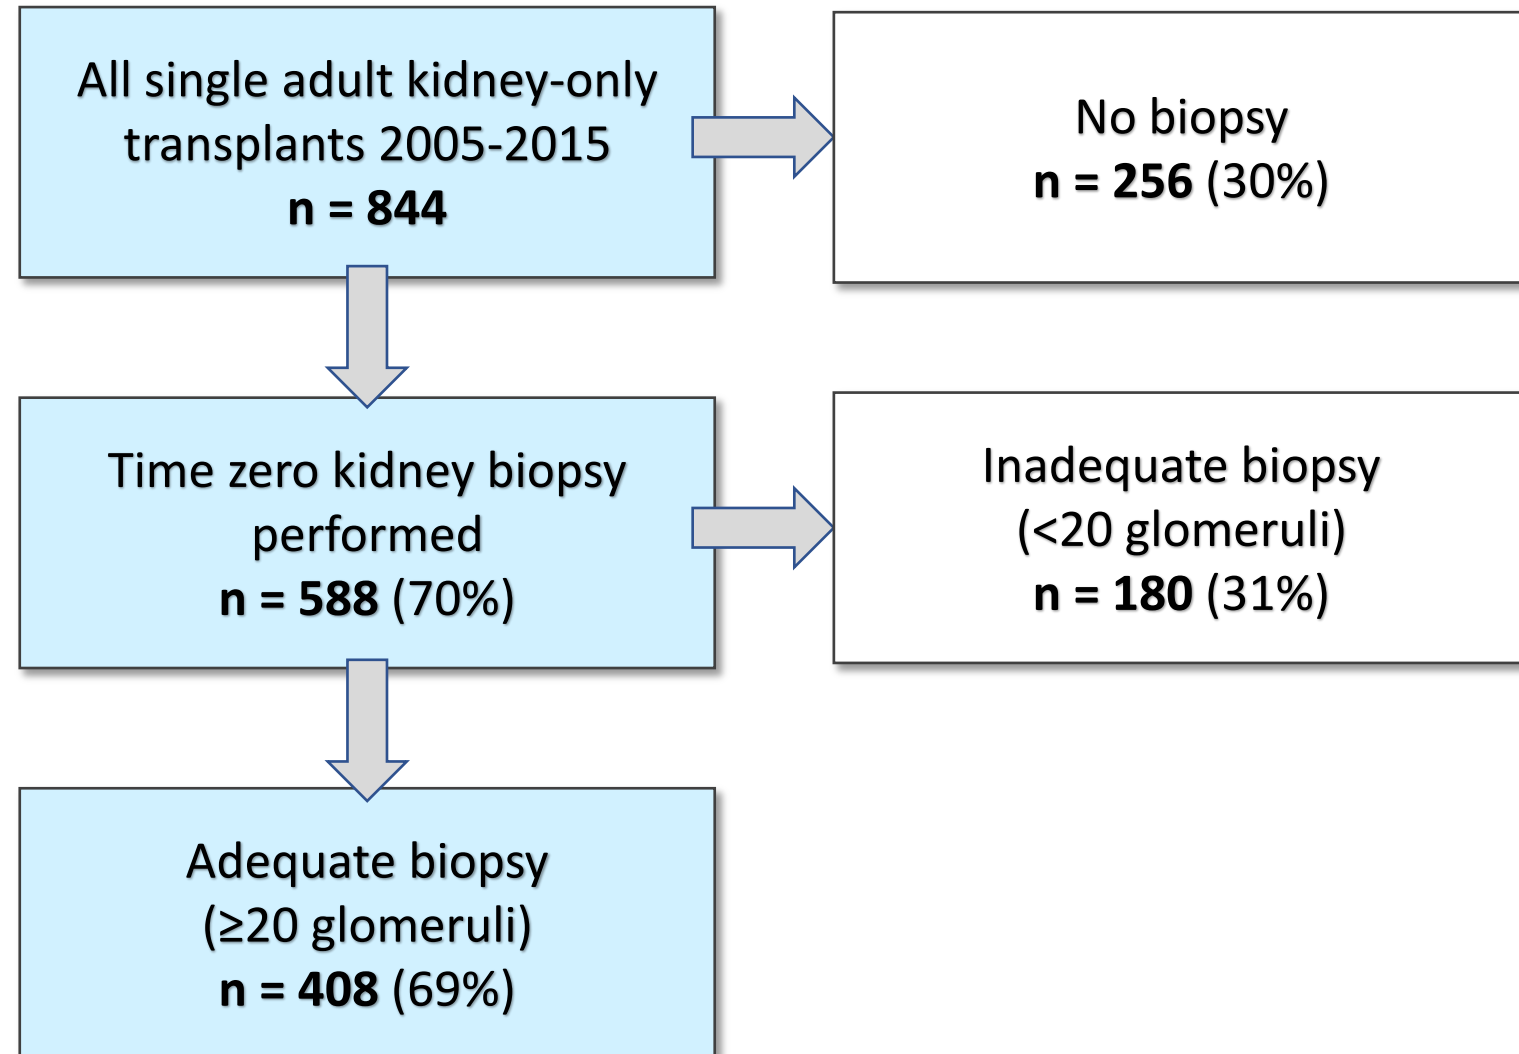 All single adult kidney-only
transplants 2005-2015
n = 844
No biopsy
n = 256 (30%)
Time zero kidney biopsy
performed
n = 588 (70%)
Inadequate biopsy
(<20 glomeruli)
n = 180 (31%)
Adequate biopsy
(≥20 glomeruli)
n = 408 (69%)